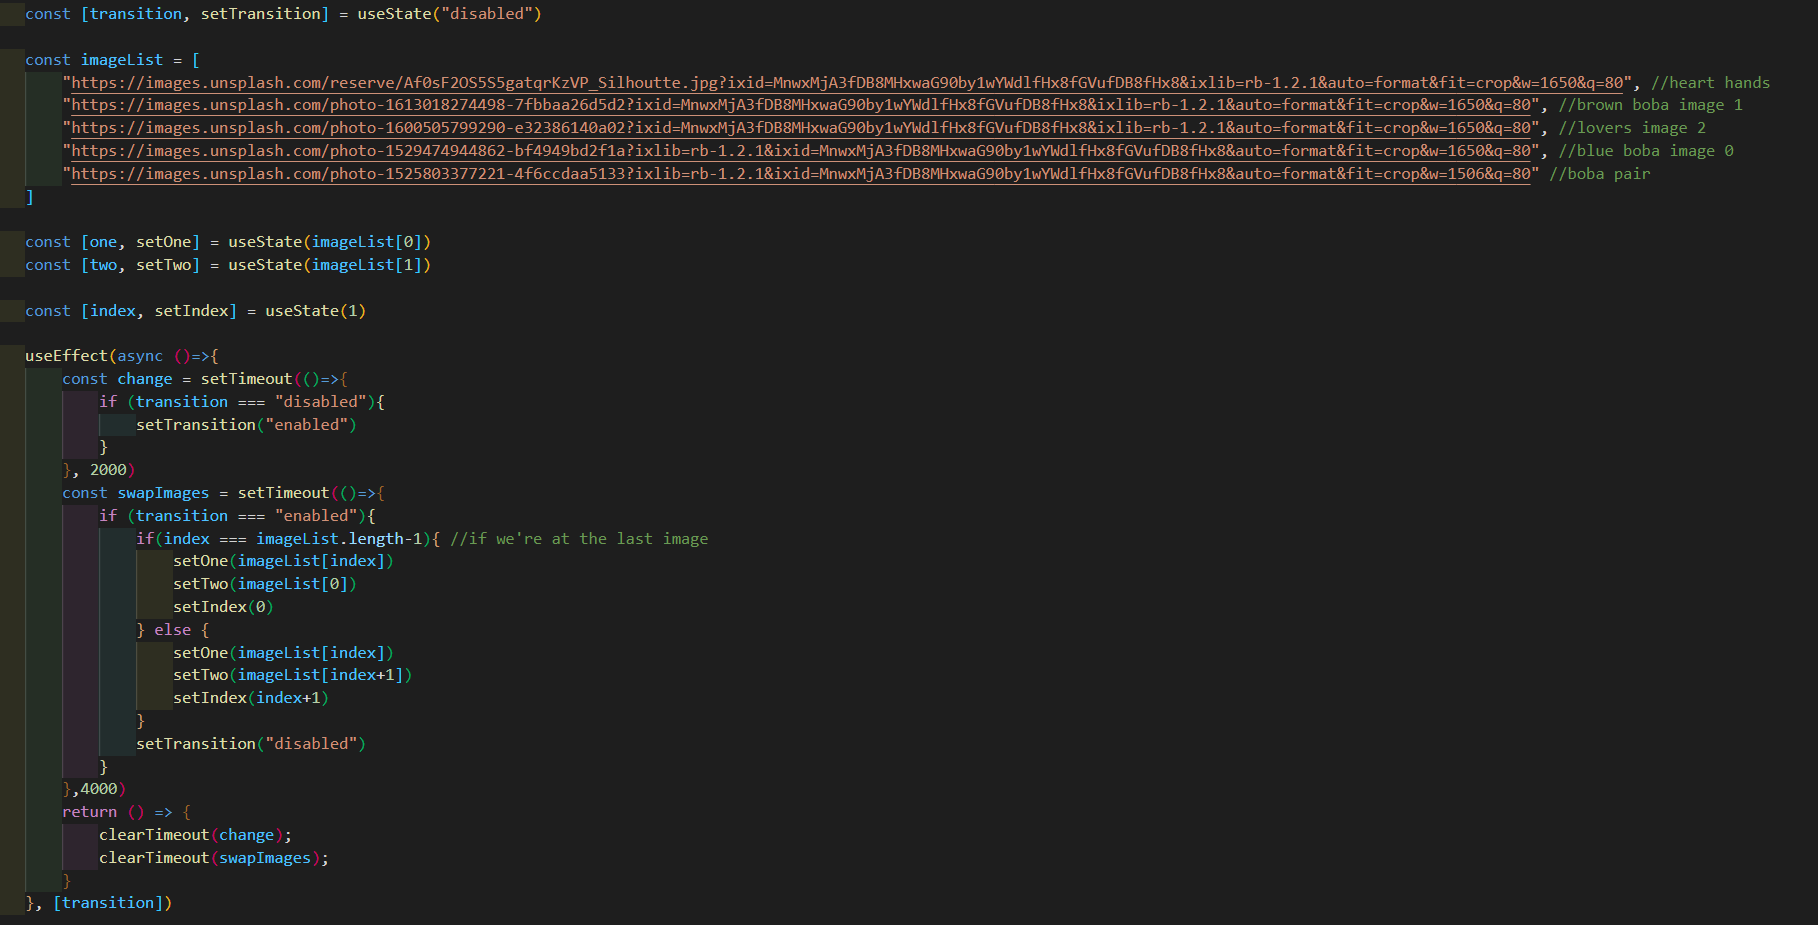 const [transition, setTransition] = useState("disabled")
const imageList = [
"https://images.unsplash.com/reserve/Af0sF2OS5S5gatqrKzVP_Silhoutte.jpg?ixid=MnwxMjA3fDB8MHxwaG90by1wYWdlfHx8fGVufDB8fHx8&ixlib=rb-1.2.1&auto=format&fit=crop&w=1650&q=80", //heart hands
"https://images.unsplash.com/photo-1613018274498-7fbbaa26d5d2?ixid=MnwxMjA3fDB8MHxwaG90by1wYWdlfHx8fGVufDB8fHx8&ixlib=rb-1.2.1&auto=format&fit=crop&w=1650&q=80", //brown boba image 1
"https://images.unsplash.com/photo-1600505799290-e32386140a02?ixid=MnwxMjA3fDB8MHxwaG90by1wYWdlfHx8fGVufDB8fHx8&ixlib=rb-1.2.1&auto=format&fit=crop&w=1650&q=80", //lovers image 2
"https://images.unsplash.com/photo-1529474944862-bf4949bd2f1a?ixlib=rb-1.2.1&ixid=MnwxMjA3fDB8MHxwaG90by1wYWdlfHx8fGVufDB8fHx8&auto=format&fit=crop&w=1650&q=80", //blue boba image 0
"https://images.unsplash.com/photo-1525803377221-4f6ccdaa5133?ixlib=rb-1.2.1&ixid=MnwxMjA3fDB8MHxwaG90by1wYWdlfHx8fGVufDB8fHx8&auto=format&fit=crop&w=1506&q=80" //boba pair
]
const [one, setOne] = useState(imageList[0])
const [two, setTwo] = useState(imageList[1])
const [index, setIndex] = useState(1)
useEffect(async ()=>{
const change = setTimeout(()=>{
if (transition === "disabled"){
setTransition("enabled")
}
}, 2000)
const swapImages = setTimeout(()=>{
if (transition === "enabled"){
if(index === imageList.length-1){ //if we're at the last image
setOne(imageList[index])
setTwo(imageList[0])
setIndex(0)
} else {
setOne(imageList[index])
setTwo(imageList[index+1])
setIndex(index+1)
}
setTransition("disabled")
}
},4000)
return () => {
clearTimeout(change);
clearTimeout(swapImages);
}
}, [transition])